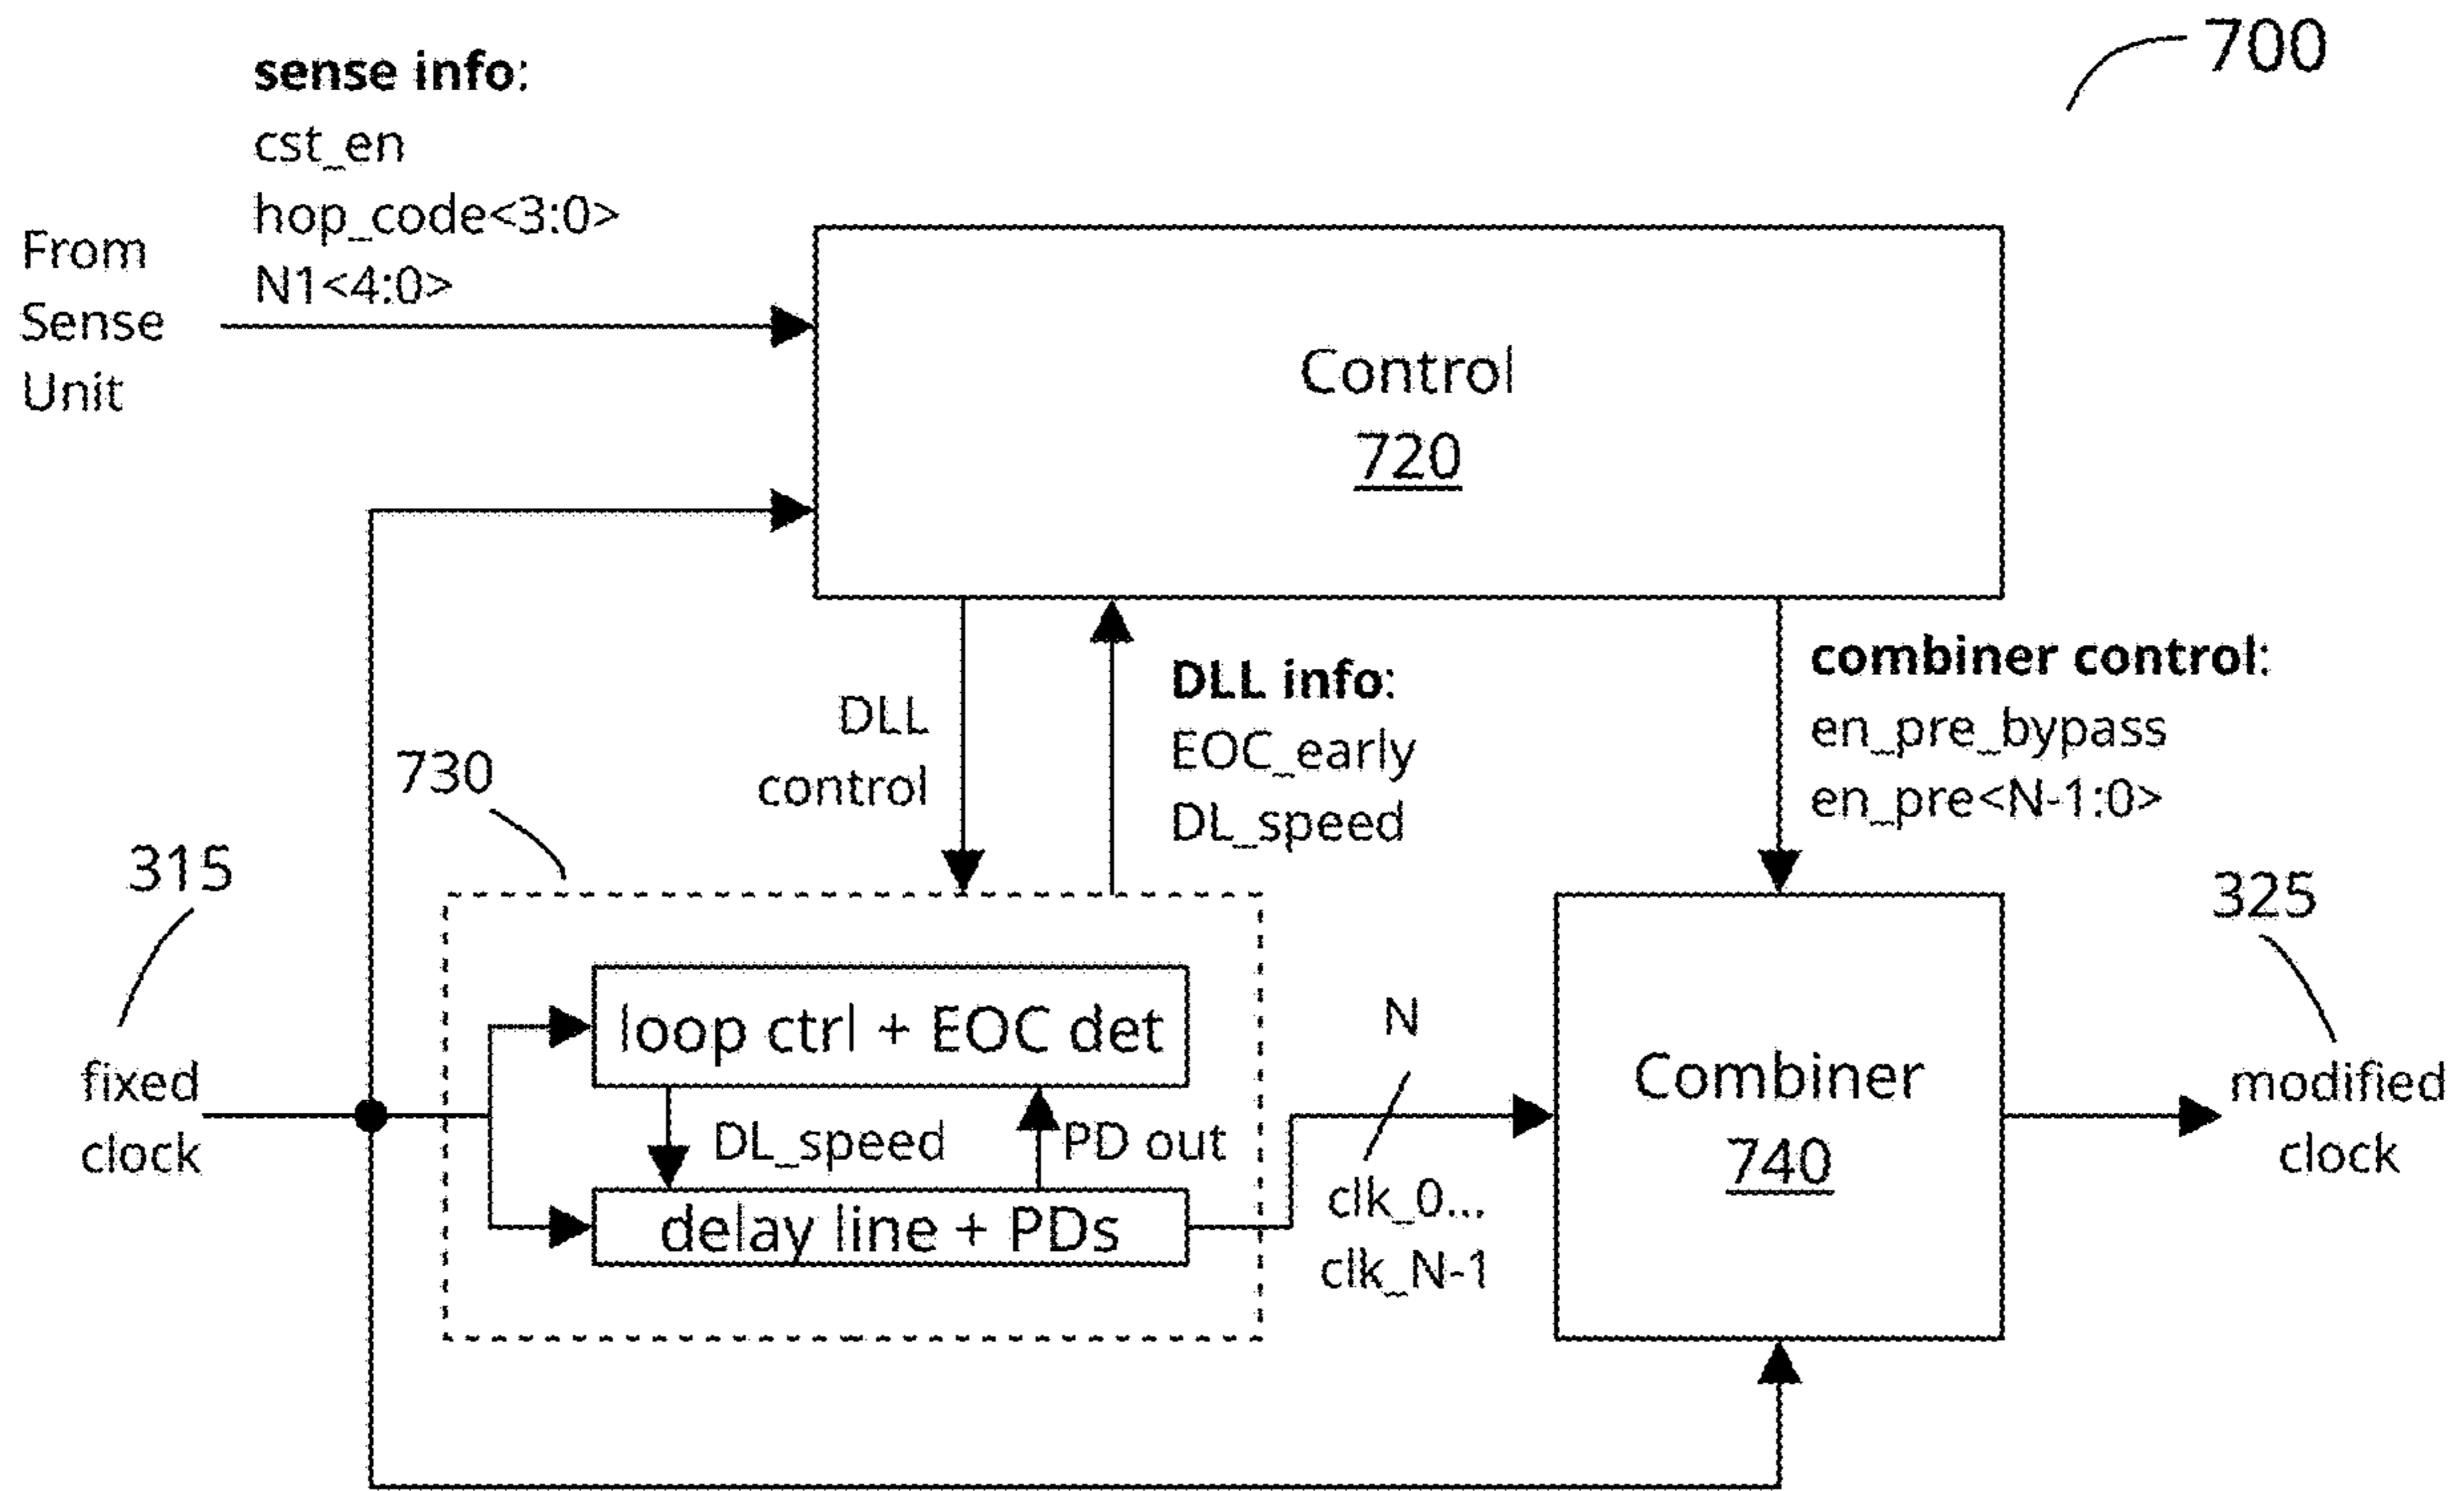 700
sense info:
cst_en
hop_code<3:0>
N1<4:0>
From
Sense
Unit
Control
720
DLL
control
DLL info:
EOC_early
DL_speed
combiner control:
en_pre_bypass
en_pre<N-1:0>
730
315
325
fixed
clock
loop ctrl + EOC det
DL_speed
PD out
delay line + PDs
N
clk_0...
clk_N-1
Combiner
740
modified
clock